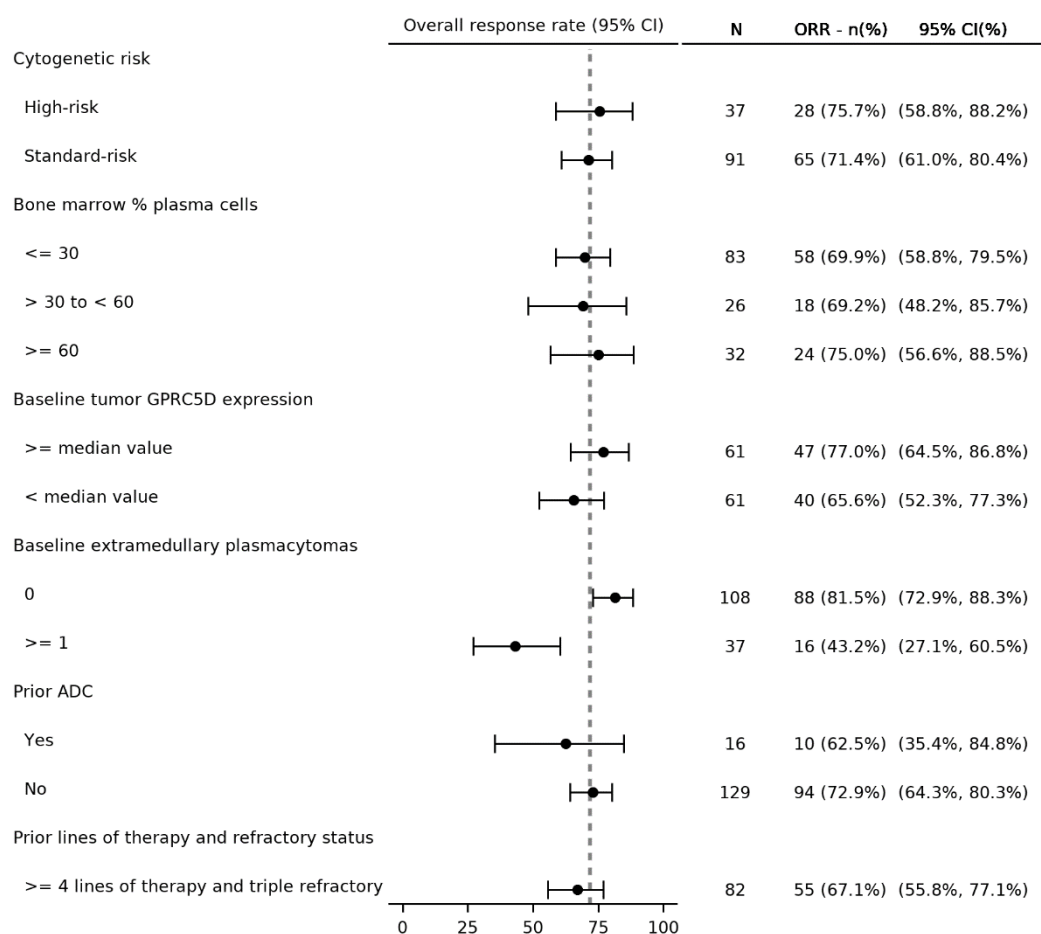 Overall response rate (95% CI) N ORR - n(%) 95% CI(%)
Cytogenetic risk
High-risk 37 28 (75.7%) (58.8%, 88.2%)
Standard-risk 91 65 (71.4%) (61.0%, 80.4%)
Bone marrow % plasma cells
<= 30 83 58 (69.9%) (58.8%, 79.5%)
> 30 to < 60 26 18 (69.2%) (48.2%, 85.7%)
>= 60 32 24 (75.0%) (56.6%, 88.5%)
Baseline tumor GPRC5D expression
>= median value 61 47 (77.0%) (64.5%, 86.8%)
< median value 61 40 (65.6%) (52.3%, 77.3%)
Baseline extramedullary plasmacytomas
0 108 88 (81.5%) (72.9%, 88.3%)
>= 1 37 16 (43.2%) (27.1%, 60.5%)
Prior ADC
Yes 16 10 (62.5%) (35.4%, 84.8%)
No 129 94 (72.9%) (64.3%, 80.3%)
Prior lines of therapy and refractory status
>= 4 lines of therapy and triple refractory 82 55 (67.1%) (55.8%, 77.1%)
0 25 50 75 100